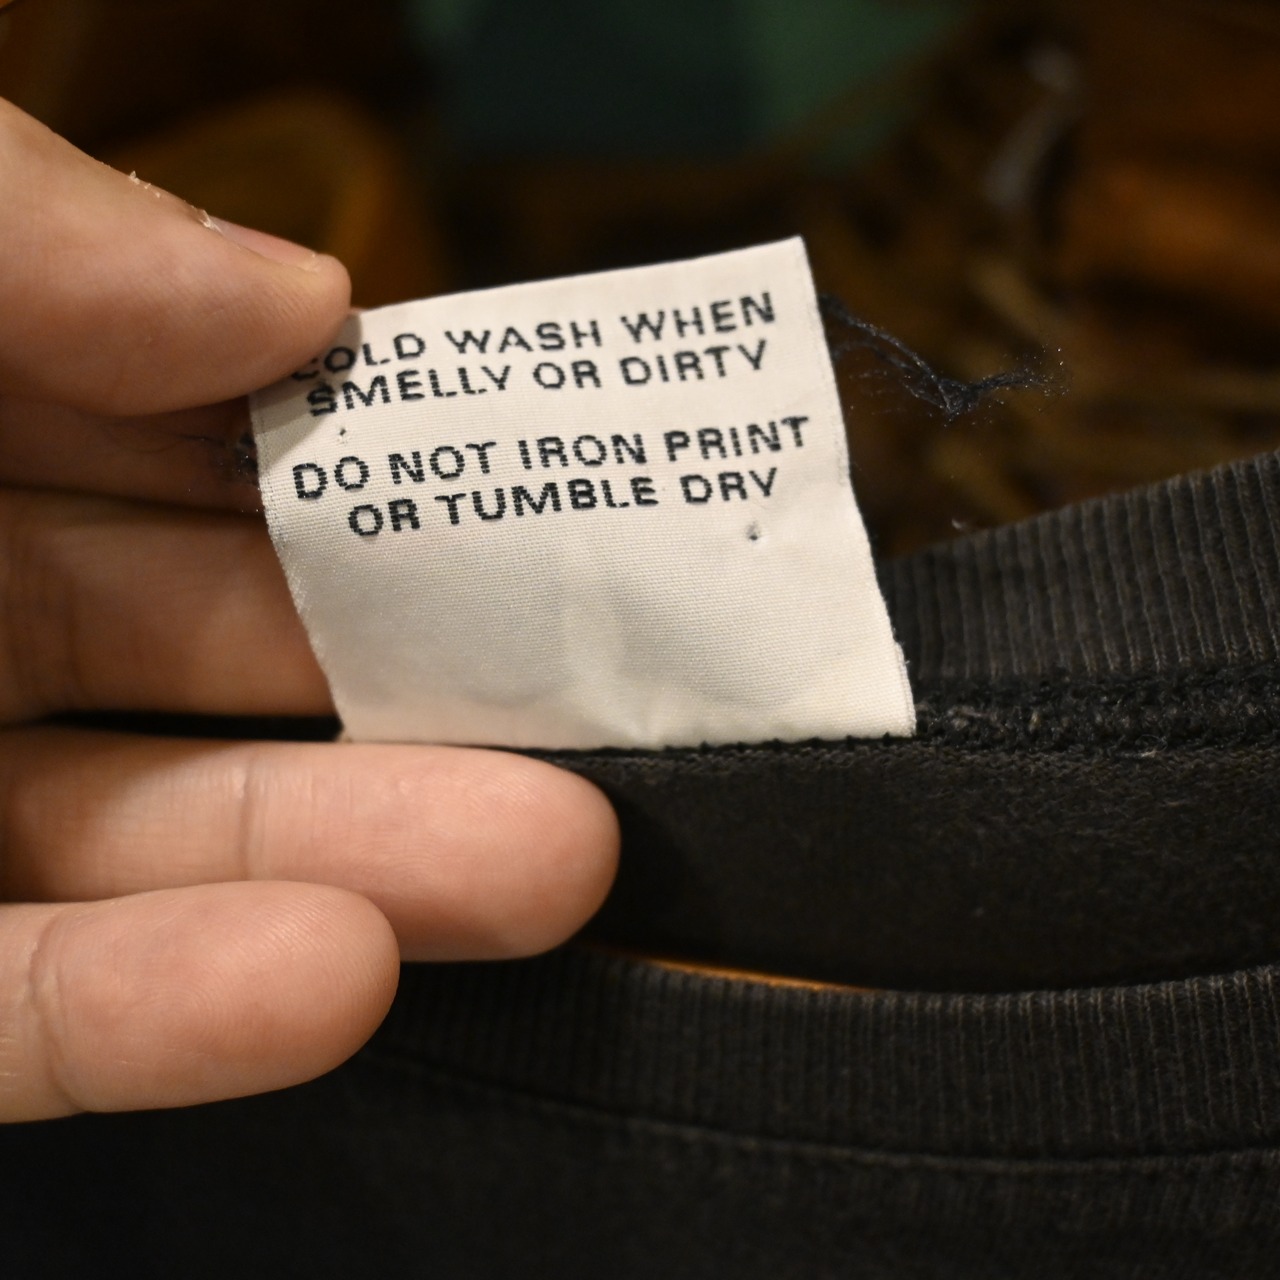 COLD WASH WHEN
SMELLY OR DIRTY
DO NOT IRON PRINT
OR TUMBLE DRY